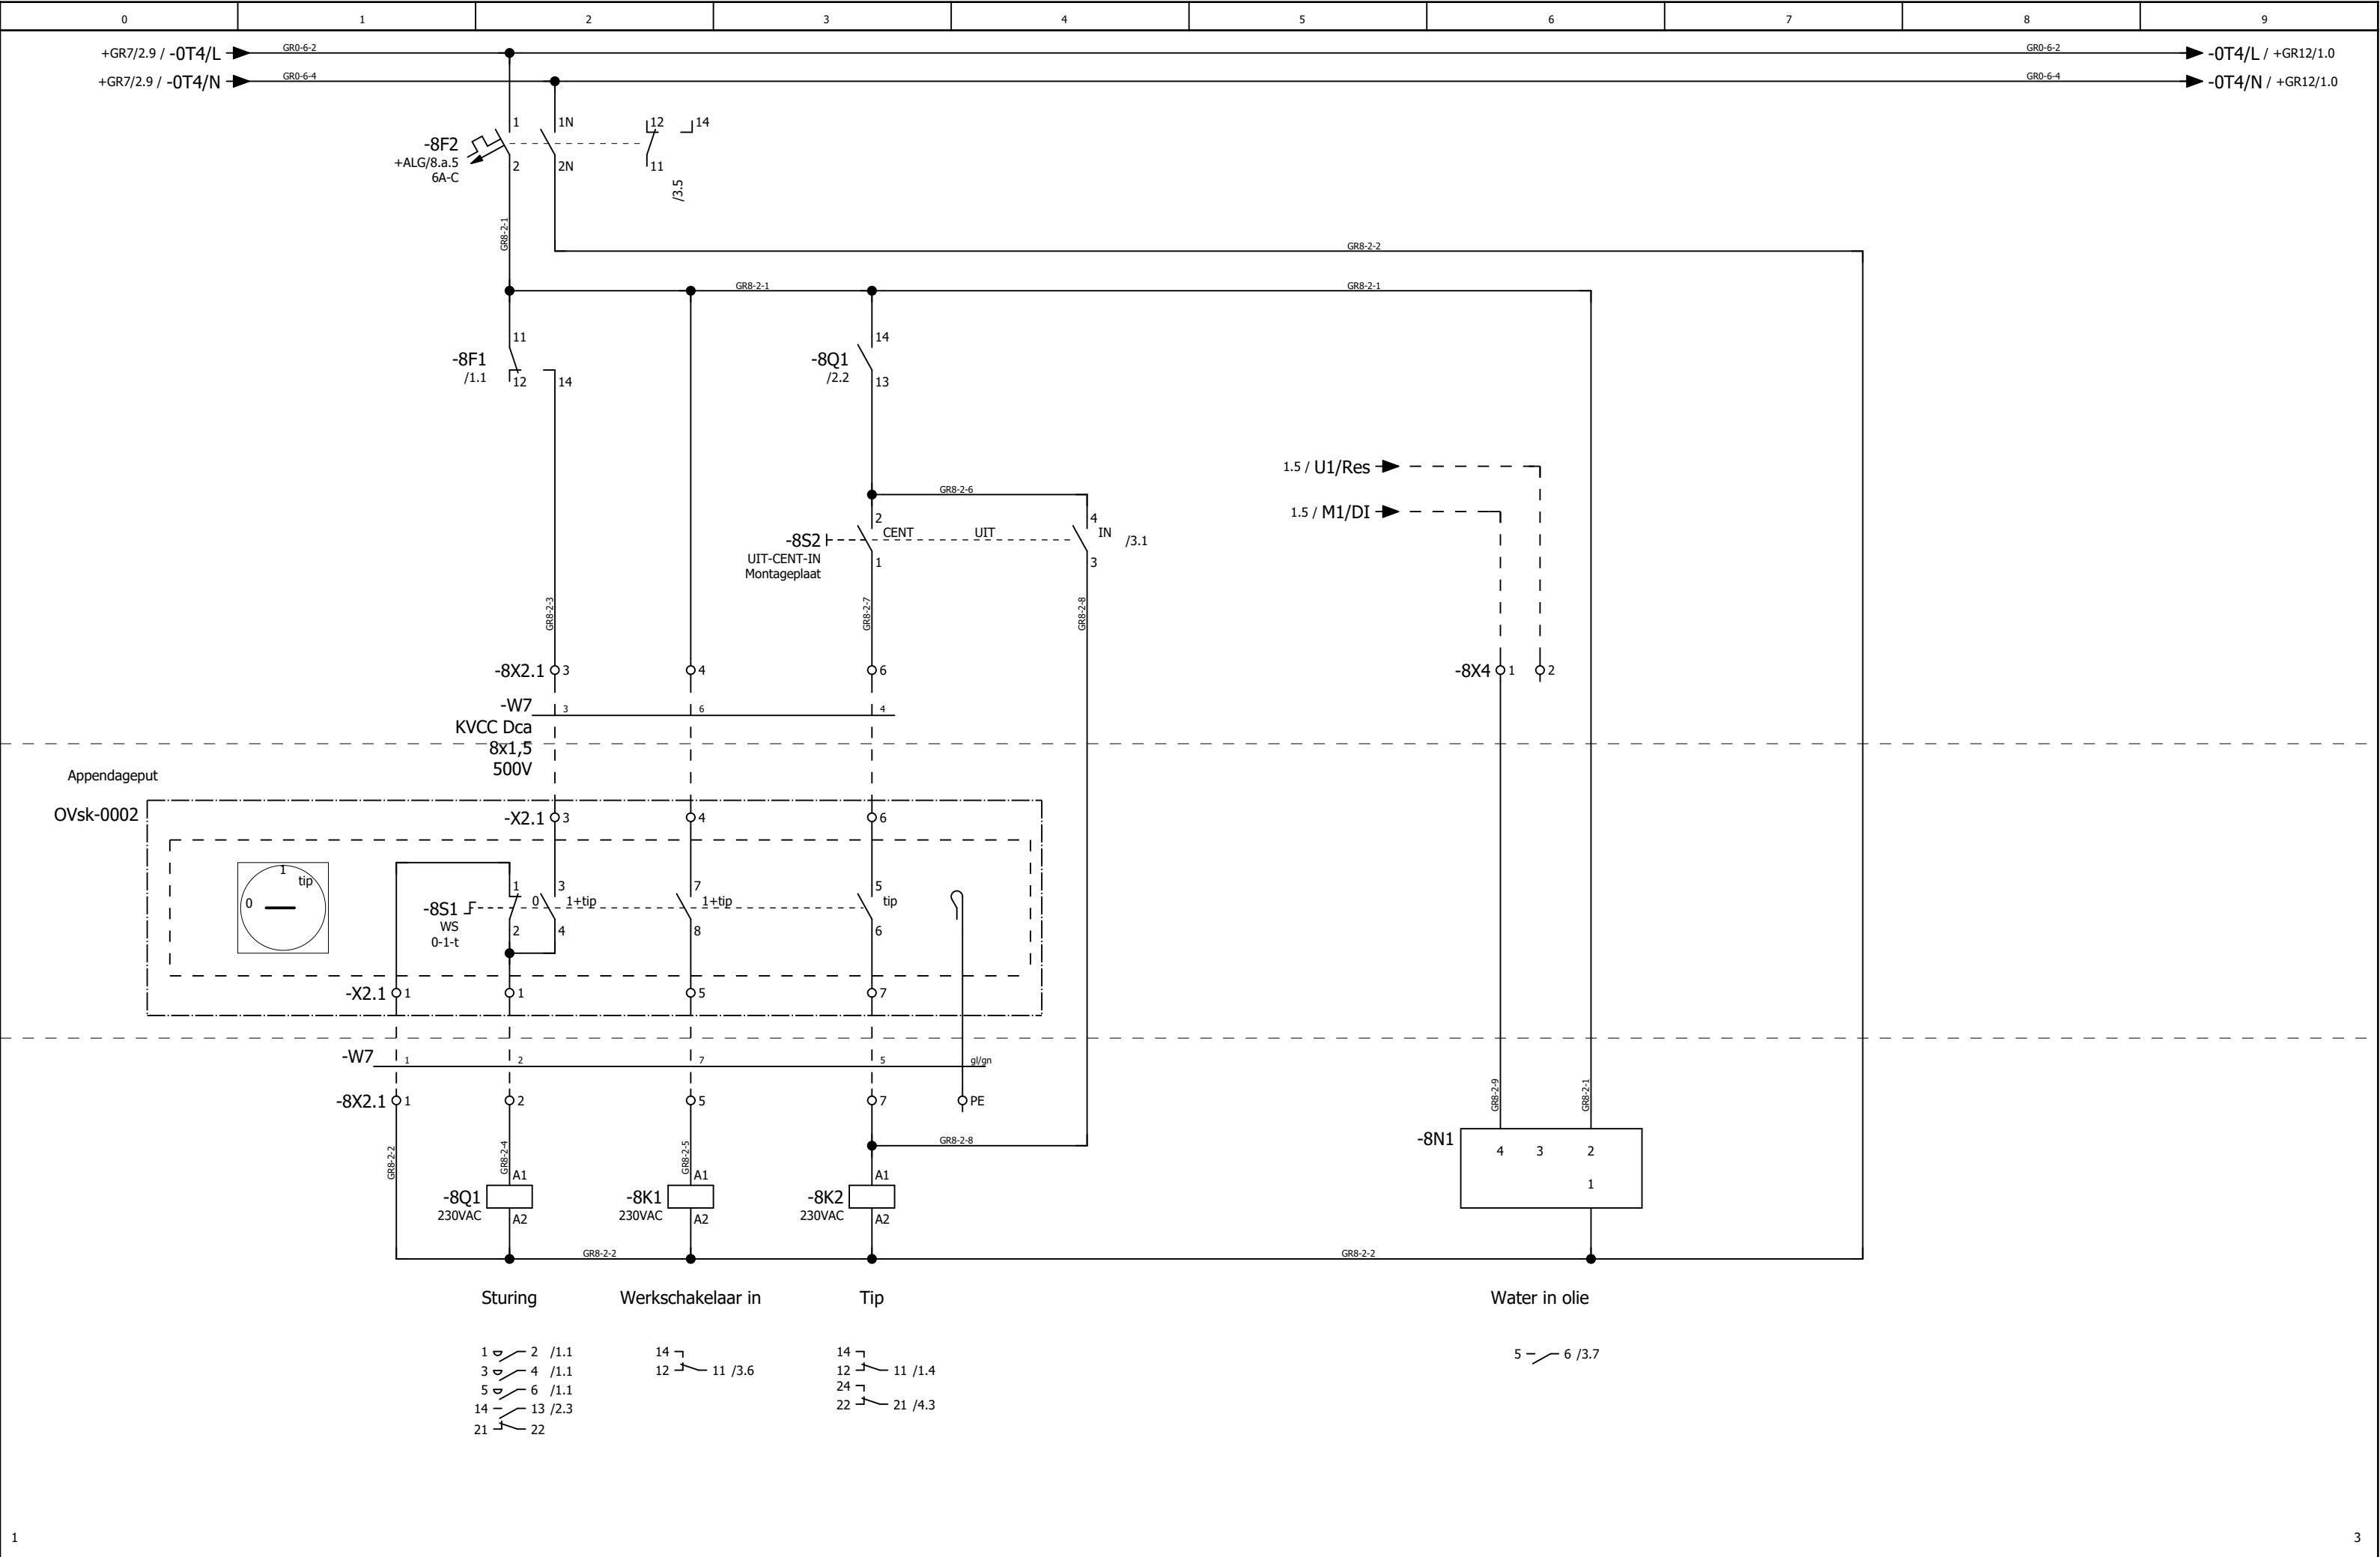 0 1 2 3 4 5 6 7 8 9
+GR7/2.9 / -0T4/L GR0-6-2 GR0-6-2 -0T4/L / +GR12/1.0
+GR7/2.9 / -0T4/N GR0-6-4 GR0-6-4 -0T4/N / +GR12/1.0
1 1N 12 14
-8F2
+ALG/8.a.5
6A-C
2 2N 11
/3.5
GR8-2-1
GR8-2-2
GR8-2-1 GR8-2-1
11 14
-8F1 -8Q1
/1.1 /2.2
12 14 13
1.5 / U1/Res
GR8-2-6
1.5 / M1/DI
2 4
CENT UIT IN
-8S2 /3.1
UIT-CENT-IN
Montageplaat
1 3
GR8-2-3 GR8-2-7 GR8-2-8
-8X2.1 3 4 6 -8X4 1 2
-W7 3 6 4
KVCC Dca
8x1,5
500V
Appendageput
OVsk-0002
-X2.1 3 4 6
1
tip
0
1 3 7 5
0 1+tip 1+tip tip
-8S1
WS
0-1-t
2 4 8 6
-X2.1 1 1 5 7
-W7 1 2 7 5 gl/gn
-8X2.1 1 2 5 7 PE
GR8-2-9 GR8-2-1
GR8-2-2 GR8-2-4 GR8-2-5 GR8-2-8
-8N1 4 3 2
1
A1 A1 A1
-8Q1 -8K1 -8K2
230VAC 230VAC 230VAC
A2 A2 A2
GR8-2-2 GR8-2-2
Sturing Werkschakelaar in Tip Water in olie
1 2 /1.1 14 14 5 6 /3.7
3 4 /1.1 12 11 /3.6 12 11 /1.4
5 6 /1.1 24
14 13 /2.3 22 21 /4.3
21 22
1 3